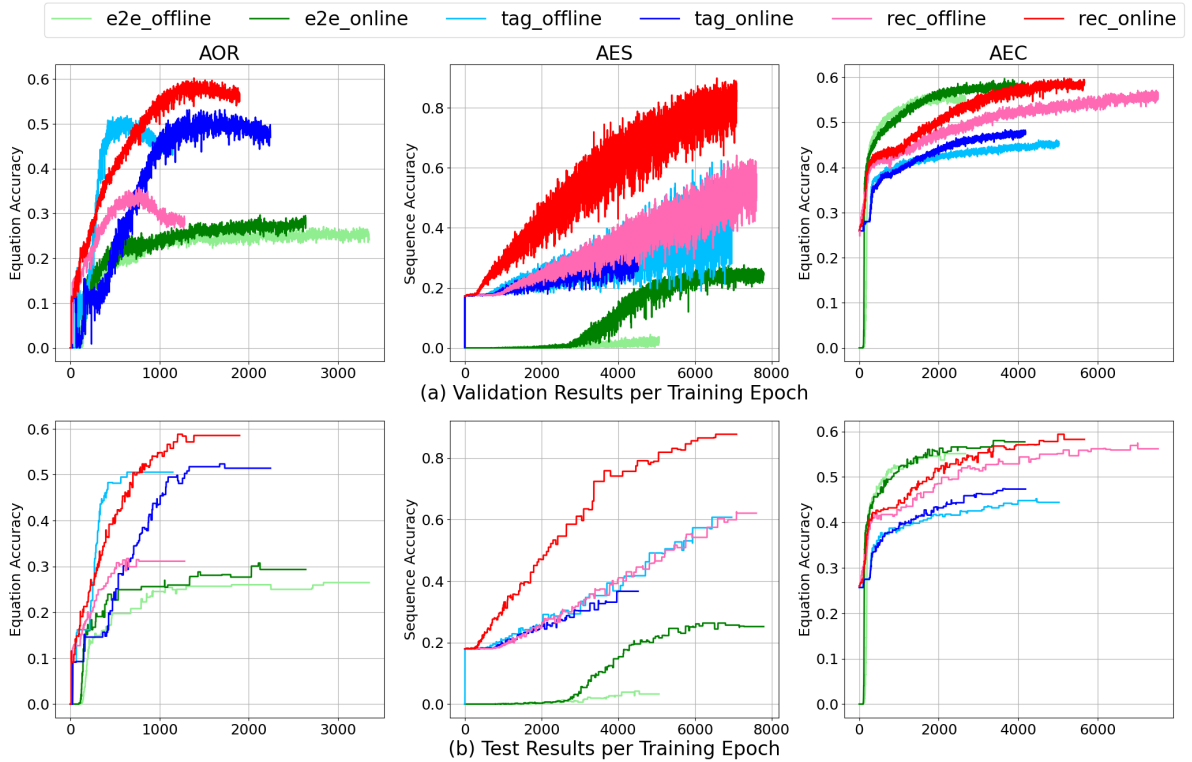 e2e_offline e2e_online tag_offline tag_online rec_offline rec_online
AOR AES AEC
Equation Accuracy
0.6
0.5
0.4
0.3
0.2
0.1
0.0
0 1000 2000 3000
Sequence Accuracy
0.8
0.6
0.4
0.2
0.0
0 2000 4000 6000 8000
Equation Accuracy
0.6
0.5
0.4
0.3
0.2
0.1
0.0
0 2000 4000 6000
(a) Validation Results per Training Epoch
Equation Accuracy
0.6
0.5
0.4
0.3
0.2
0.1
0.0
0 1000 2000 3000
Sequence Accuracy
0.8
0.6
0.4
0.2
0.0
0 2000 4000 6000 8000
Equation Accuracy
0.6
0.5
0.4
0.3
0.2
0.1
0.0
0 2000 4000 6000
(b) Test Results per Training Epoch